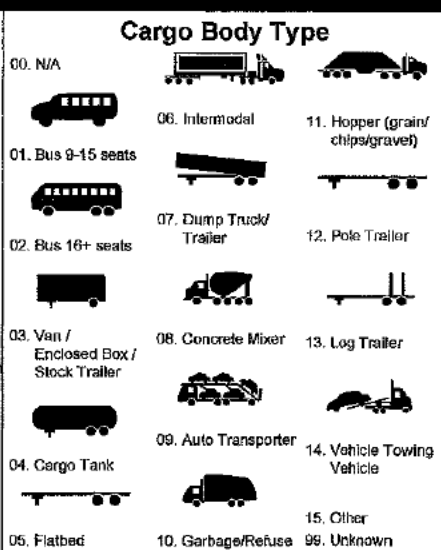 Cargo Body Type
00. N/A
01. Bus 9-15 seats
02. Bus 16+ seats
03. Van /
Enclosed Box /
Stock Trailer
04. Cargo Tank
05. Flatbed
06. Intermodal
07. Dump Truck/
Trailer
08. Concrete Mixer
09. Auto Transporter
10. Garbage/Refuse
11. Hopper (grain/
chips/gravel)
12. Pole Trailer
13. Log Trailer
14. Vehicle Towing
Vehicle
15. Other
99. Unknown